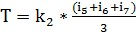 T = k₂ * (i₅+i₆+i₇)/3